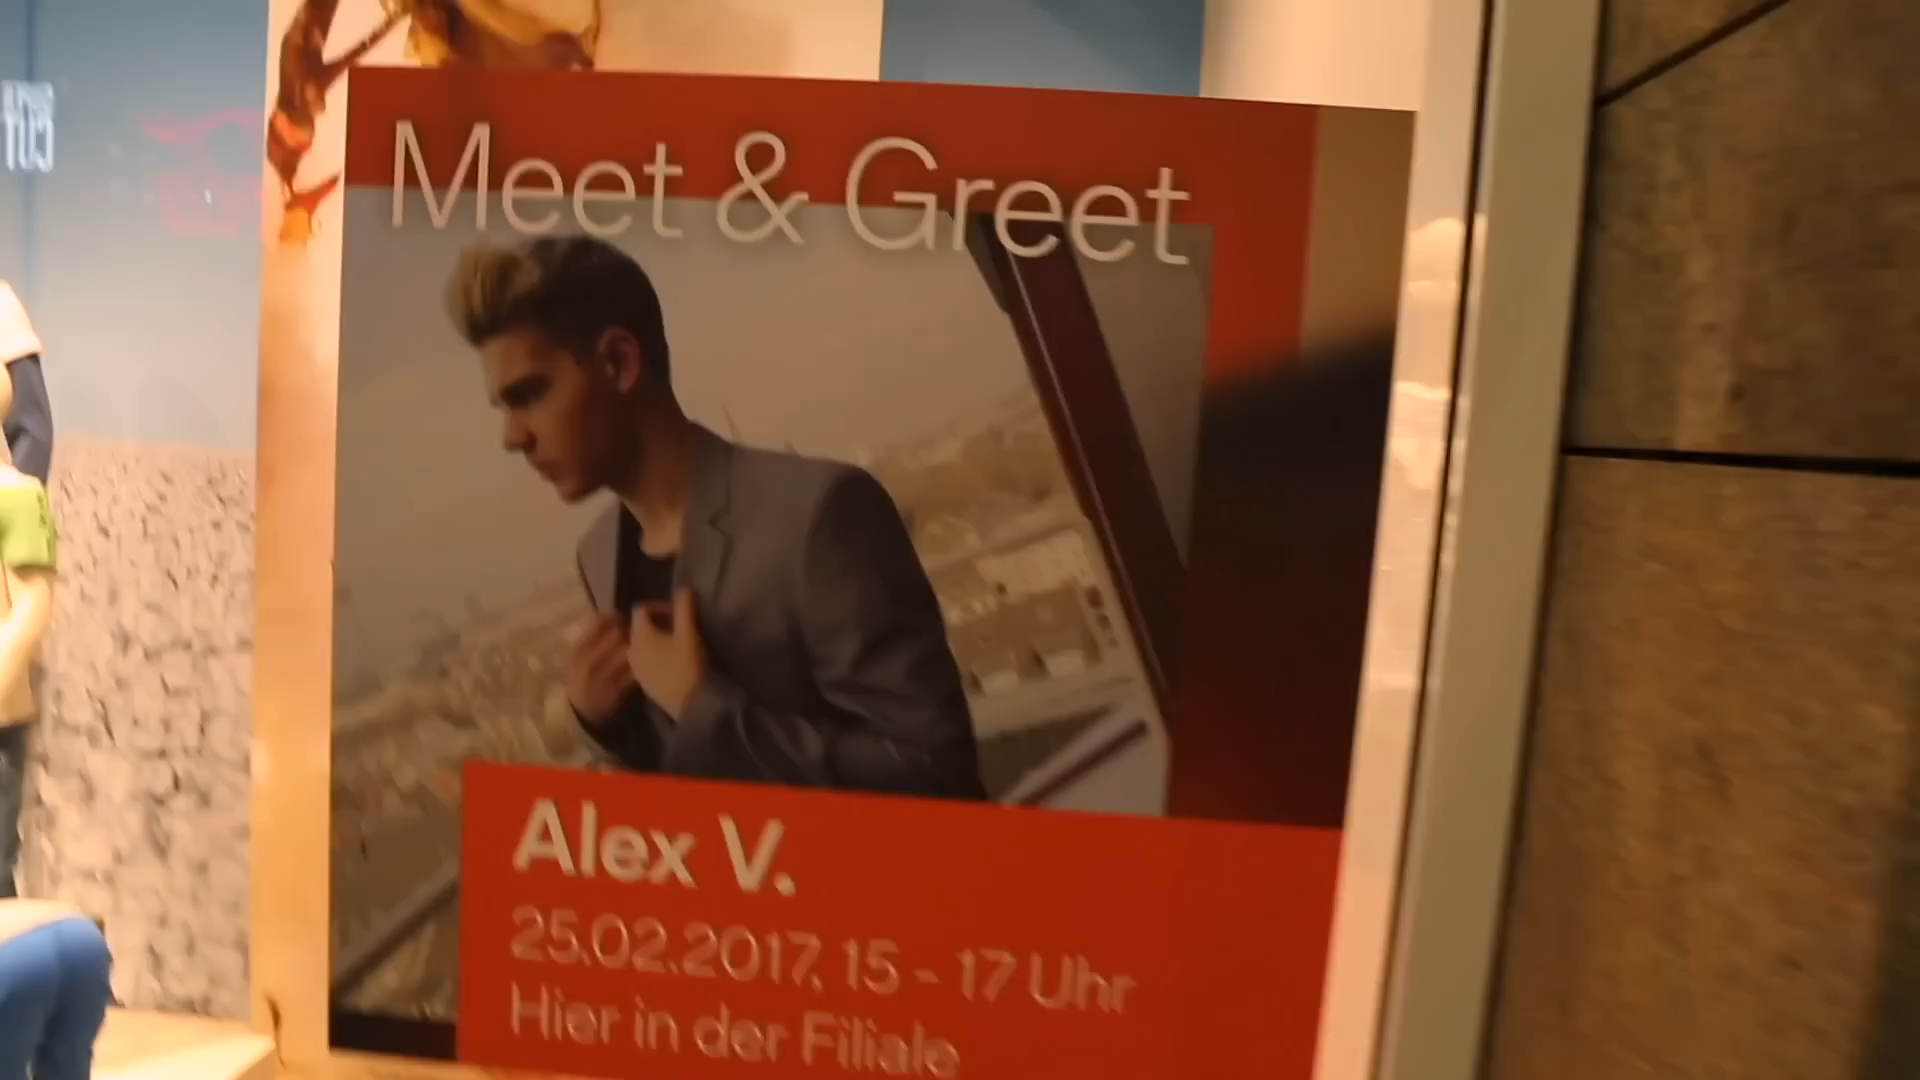 Meet & Greet
Alex V.
25.02.2017, 15 - 17 Uhr
Hier in der Filiale